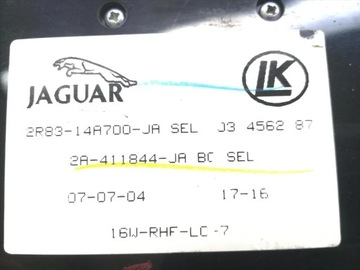 JAGUAR
LK
2R83-14A700-JA SEL J3 4562 87
2A-411844-JA BC SEL
07-07-04 17-16
16W-RHF-LC-7